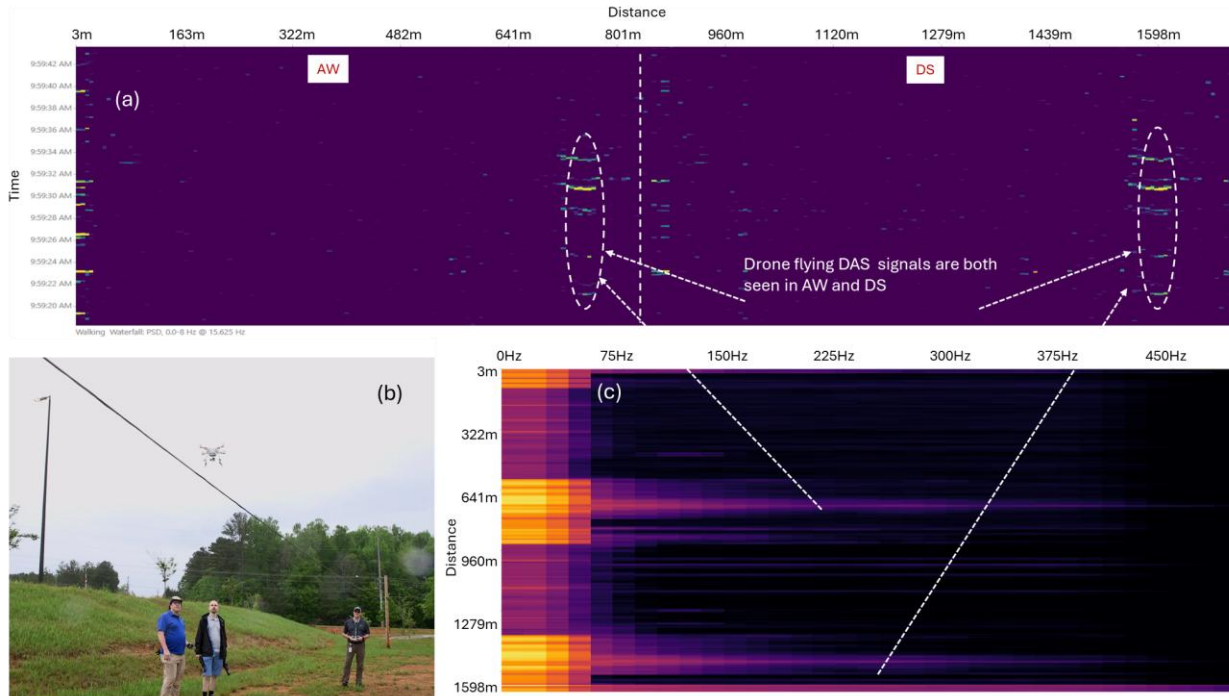 Distance
3m 163m 322m 482m 641m 801m 960m 1120m 1279m 1439m 1598m
AW DS
(a)
Time
9:59:42 AM
9:59:40 AM
9:59:38 AM
9:59:36 AM
9:59:34 AM
9:59:32 AM
9:59:30 AM
9:59:28 AM
9:59:26 AM
9:59:24 AM
9:59:22 AM
9:59:20 AM
Drone flying DAS signals are both
seen in AW and DS
Walking Waterfall: PSD, 0.0-8 Hz @ 15.625 Hz
(b)
0Hz 75Hz 150Hz 225Hz 300Hz 375Hz 450Hz
(c)
Distance
3m
322m
641m
960m
1279m
1598m